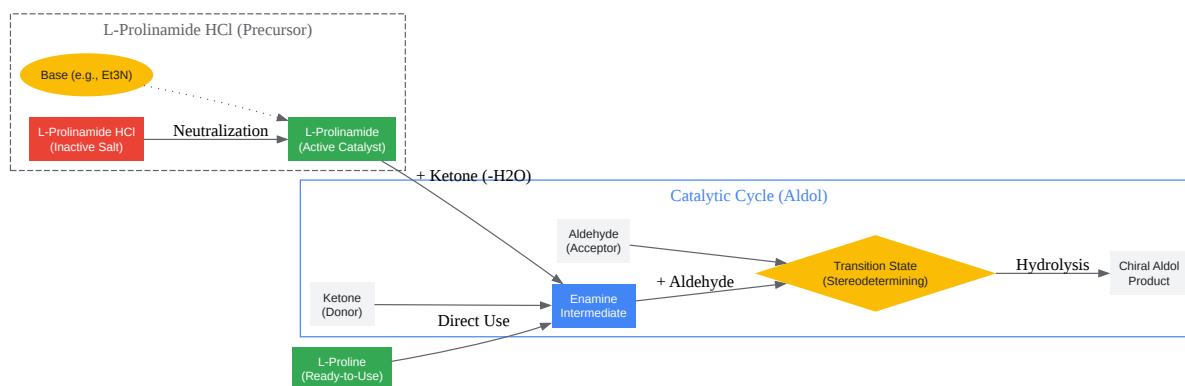 L-Prolinamide HCl (Precursor)
Base (e.g., Et3N)
L-Prolinamide HCl
(Inactive Salt)
Neutralization
L-Prolinamide
(Active Catalyst)
+ Ketone (-H2O)
Catalytic Cycle (Aldol)
Aldehyde
(Acceptor)
Transition State
(Stereodetermining)
Hydrolysis
Chiral Aldol
Product
+ Aldehyde
Ketone
(Donor)
Enamine
Intermediate
Direct Use
L-Proline
(Ready-to-Use)